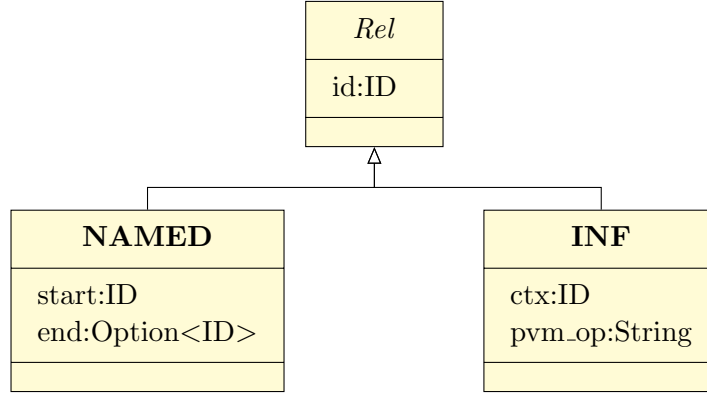 Rel
id:ID
NAMED
start:ID
end:Option<ID>
INF
ctx:ID
pvm_op:String